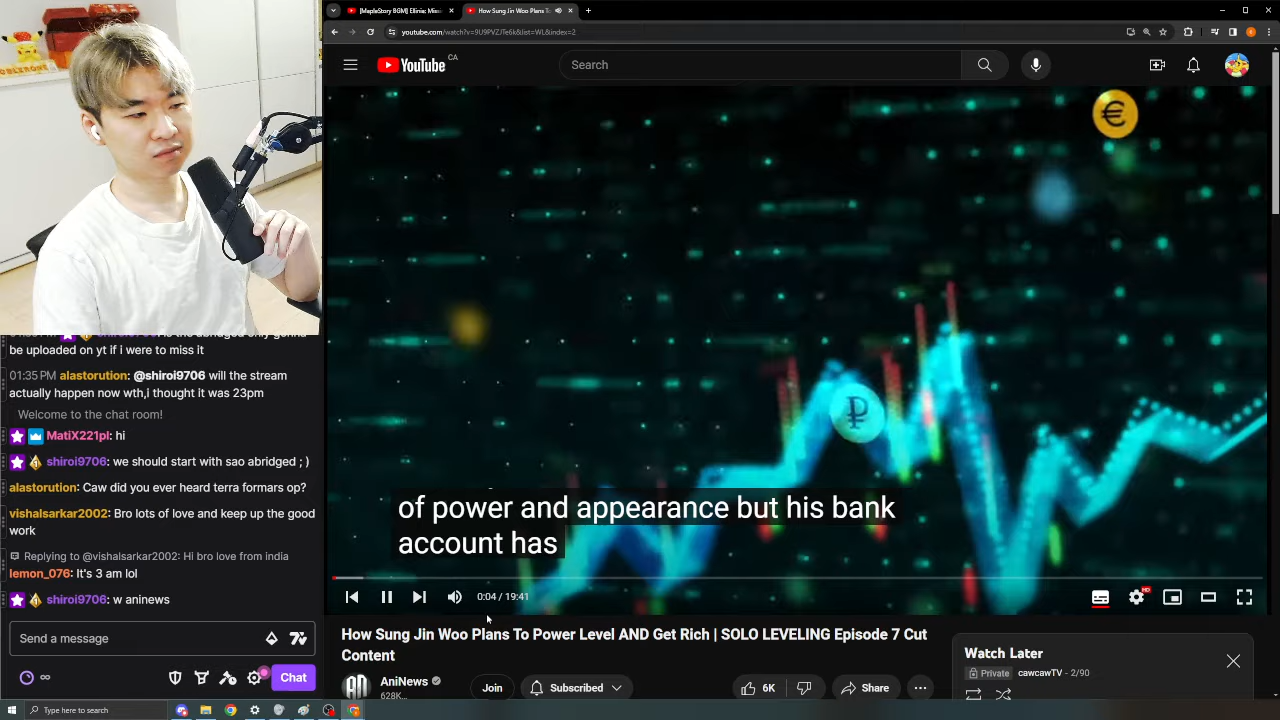 [MapleStory BGM] Ellinia: Miss
How Sung Jin Woo Plans T
youtube.com/watch?v=9U9PVZJTe6k&list=WL&index=2
YouTube CA
Search
of power and appearance but his bank
account has
0:04 / 19:41
HD
How Sung Jin Woo Plans To Power Level AND Get Rich | SOLO LEVELING Episode 7 Cut
Content
AniNews
628K
Join
Subscribed
6K
Share
Watch Later
Private cawcawTV - 2/90
be uploaded on yt if i were to miss it
01:35 PM alastorution: @shiroi9706 will the stream
actually happen now wth,i thought it was 23pm
Welcome to the chat room!
MatiX221pl: hi
shiroi9706: we should start with sao abridged ; )
alastorution: Caw did you ever heard terra formars op?
vishalsarkar2002: Bro lots of love and keep up the good
work
Replying to @vishalsarkar2002: Hi bro love from india
lemon_076: It's 3 am lol
shiroi9706: w aninews
Send a message
Chat
Type here to search